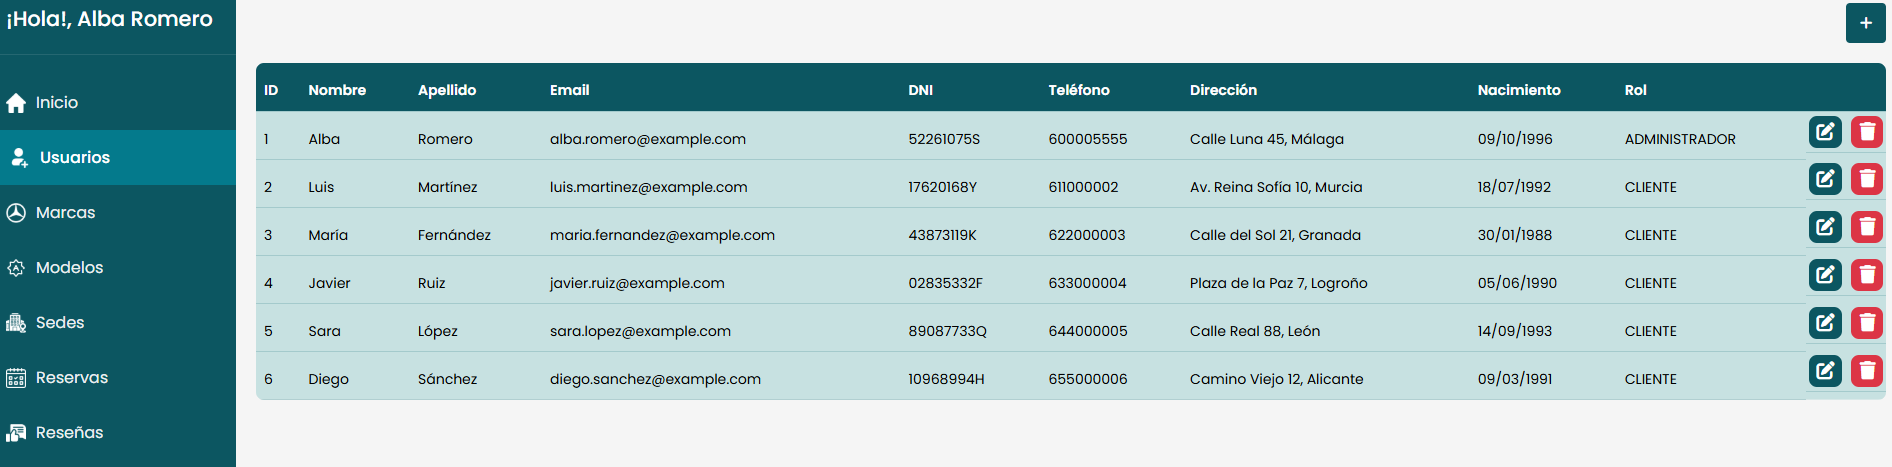 ¡Hola!, Alba Romero
+
Inicio
Usuarios
Marcas
Modelos
Sedes
Reservas
Reseñas
ID Nombre Apellido Email DNI Teléfono Dirección Nacimiento Rol
1 Alba Romero alba.romero@example.com 52261075S 600005555 Calle Luna 45, Málaga 09/10/1996 ADMINISTRADOR
2 Luis Martínez luis.martinez@example.com 17620168Y 611000002 Av. Reina Sofía 10, Murcia 18/07/1992 CLIENTE
3 María Fernández maria.fernandez@example.com 43873119K 622000003 Calle del Sol 21, Granada 30/01/1988 CLIENTE
4 Javier Ruiz javier.ruiz@example.com 02835332F 633000004 Plaza de la Paz 7, Logroño 05/06/1990 CLIENTE
5 Sara López sara.lopez@example.com 89087733Q 644000005 Calle Real 88, León 14/09/1993 CLIENTE
6 Diego Sánchez diego.sanchez@example.com 10968994H 655000006 Camino Viejo 12, Alicante 09/03/1991 CLIENTE